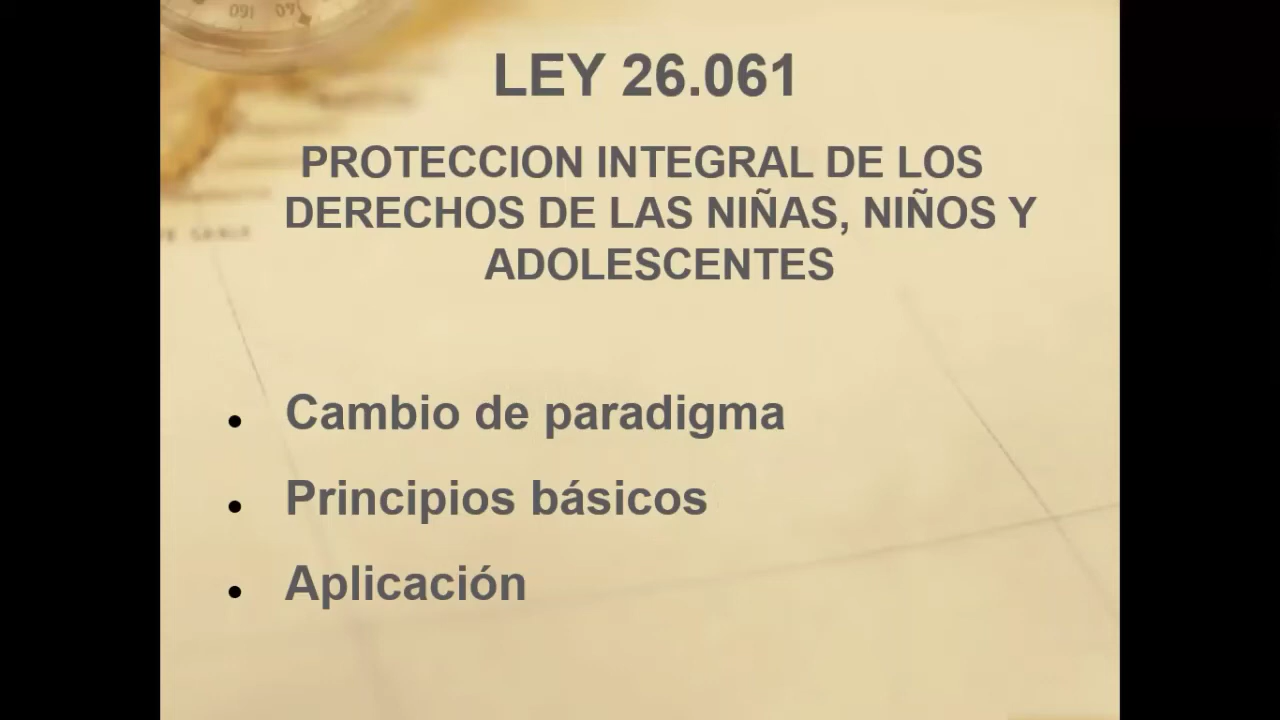 LEY 26.061
PROTECCION INTEGRAL DE LOS
DERECHOS DE LAS NIÑAS, NIÑOS Y
ADOLESCENTES
• Cambio de paradigma
• Principios básicos
• Aplicación